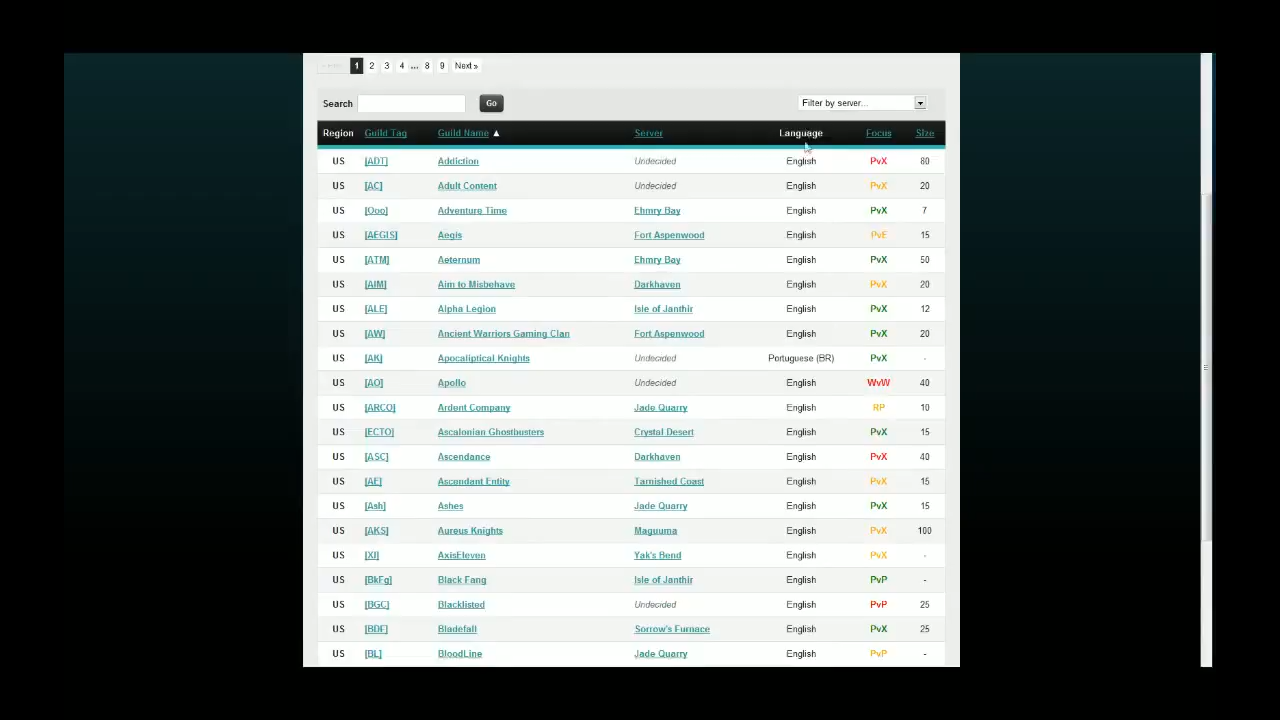 1 2 3 4 ... 8 9 Next »
Search Go Filter by server...
Region Guild Tag Guild Name ▲ Server Language Focus Size
US [ADT] Addiction Undecided English PvX 80
US [AC] Adult Content Undecided English PvX 20
US [Ooo] Adventure Time Ehmry Bay English PvX 7
US [AEGIS] Aegis Fort Aspenwood English PvE 15
US [ATM] Aeternum Ehmry Bay English PvX 50
US [AIM] Aim to Misbehave Darkhaven English PvX 20
US [ALE] Alpha Legion Isle of Janthir English PvX 12
US [AW] Ancient Warriors Gaming Clan Fort Aspenwood English PvX 20
US [AK] Apocaliptical Knights Undecided Portuguese (BR) PvX -
US [AO] Apollo Undecided English WvW 40
US [ARCO] Ardent Company Jade Quarry English RP 10
US [ECTO] Ascalonian Ghostbusters Crystal Desert English PvX 15
US [ASC] Ascendance Darkhaven English PvX 40
US [AE] Ascendant Entity Tarnished Coast English PvX 15
US [Ash] Ashes Jade Quarry English PvX 15
US [AKS] Aureus Knights Maguuma English PvX 100
US [XI] AxisEleven Yak's Bend English PvX -
US [BkFg] Black Fang Isle of Janthir English PvP -
US [BGC] Blacklisted Undecided English PvP 25
US [BDF] Bladefall Sorrow's Furnace English PvX 25
US [BL] BloodLine Jade Quarry English PvP -